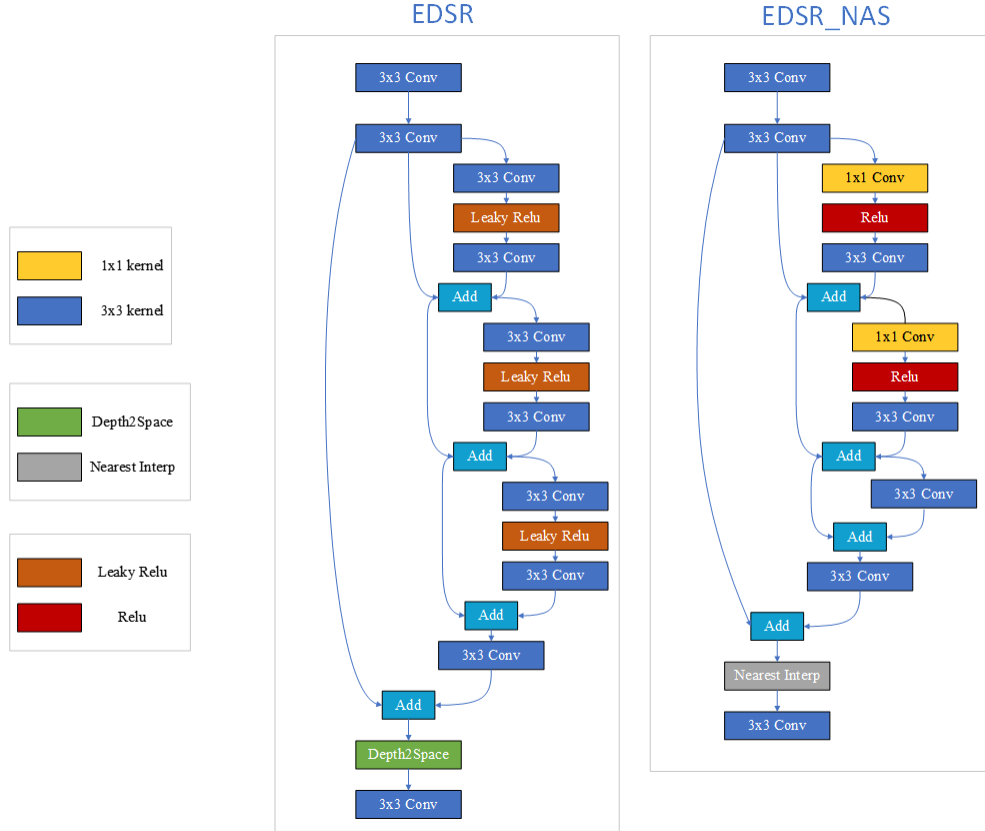 EDSR
3x3 Conv
3x3 Conv
3x3 Conv
Leaky Relu
3x3 Conv
Add
3x3 Conv
Leaky Relu
3x3 Conv
Add
3x3 Conv
Leaky Relu
3x3 Conv
Add
3x3 Conv
Add
Depth2Space
3x3 Conv
EDSR_NAS
3x3 Conv
3x3 Conv
1x1 Conv
Relu
3x3 Conv
Add
1x1 Conv
Relu
3x3 Conv
Add
3x3 Conv
Add
3x3 Conv
Add
Nearest Interp
3x3 Conv
1x1 kernel
3x3 kernel
Depth2Space
Nearest Interp
Leaky Relu
Relu